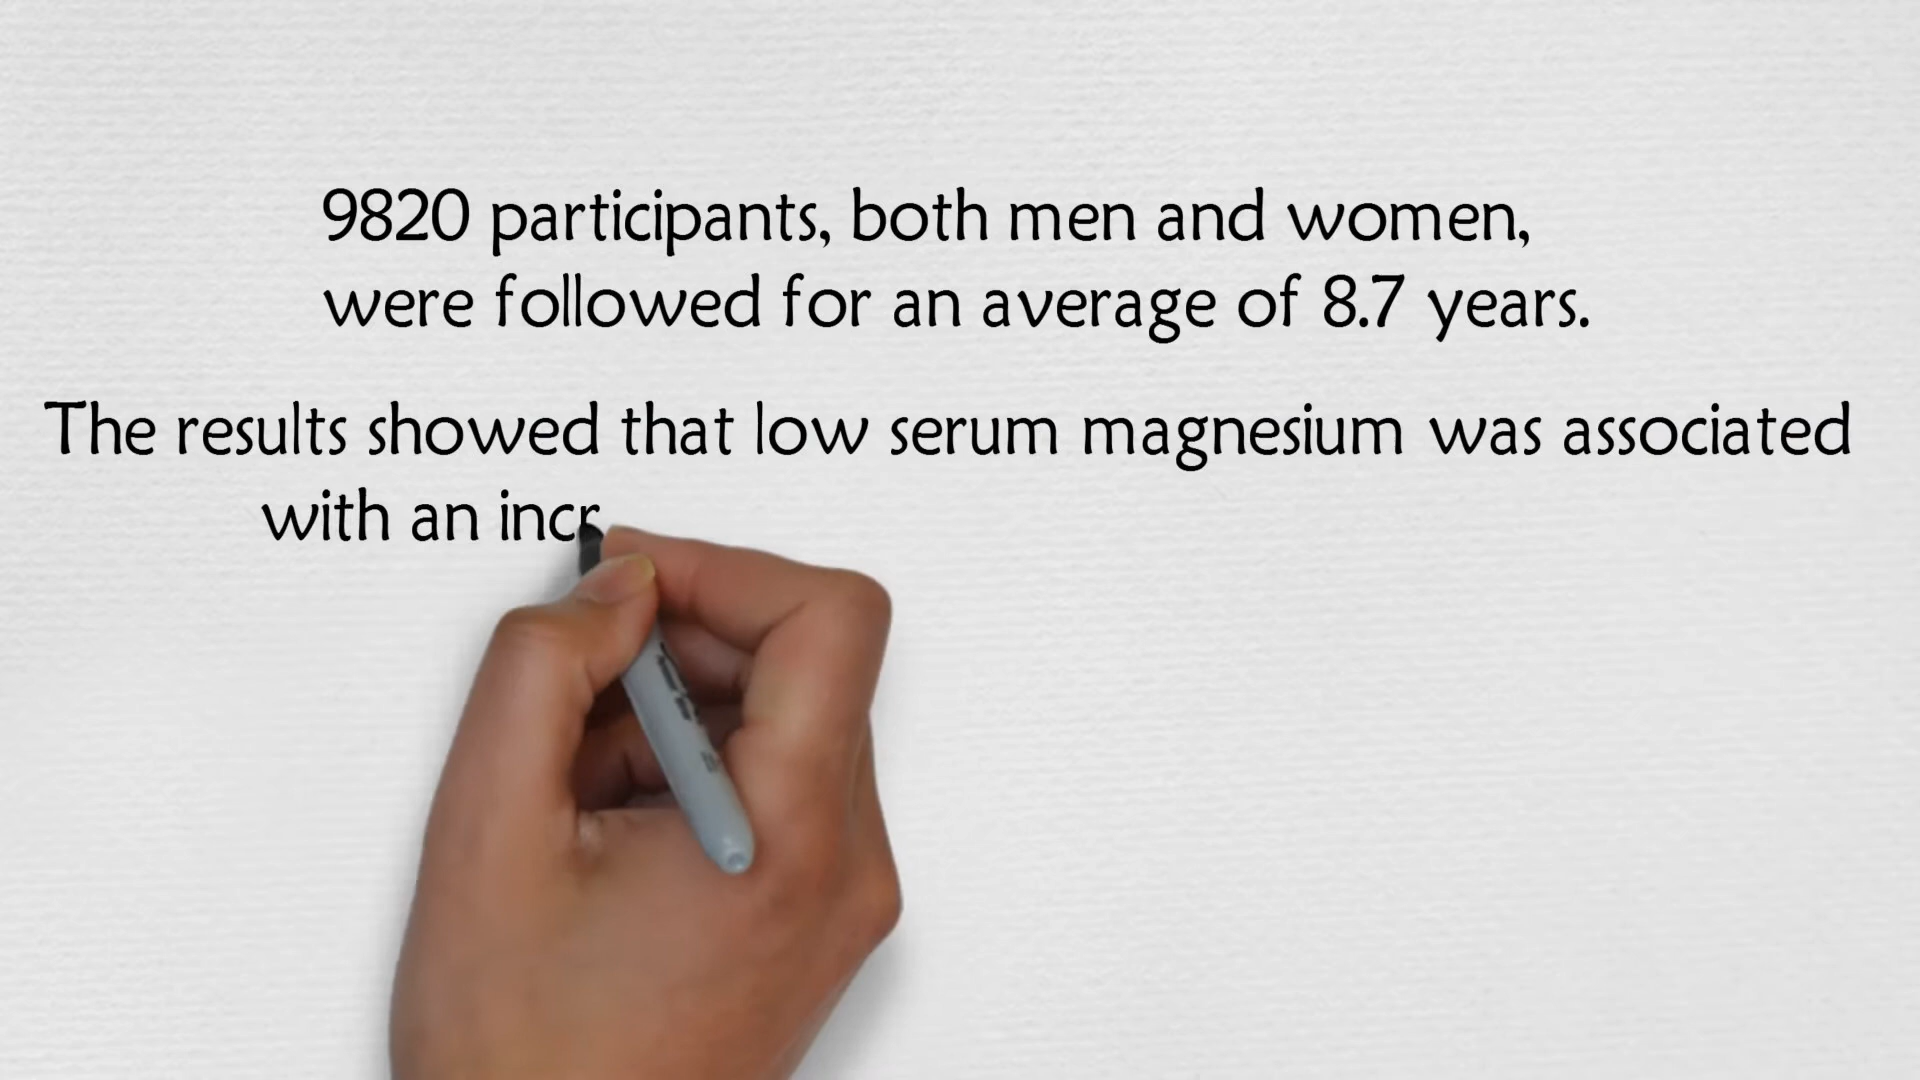 9820 participants, both men and women,
were followed for an average of 8.7 years.
The results showed that low serum magnesium was associated
with an incr